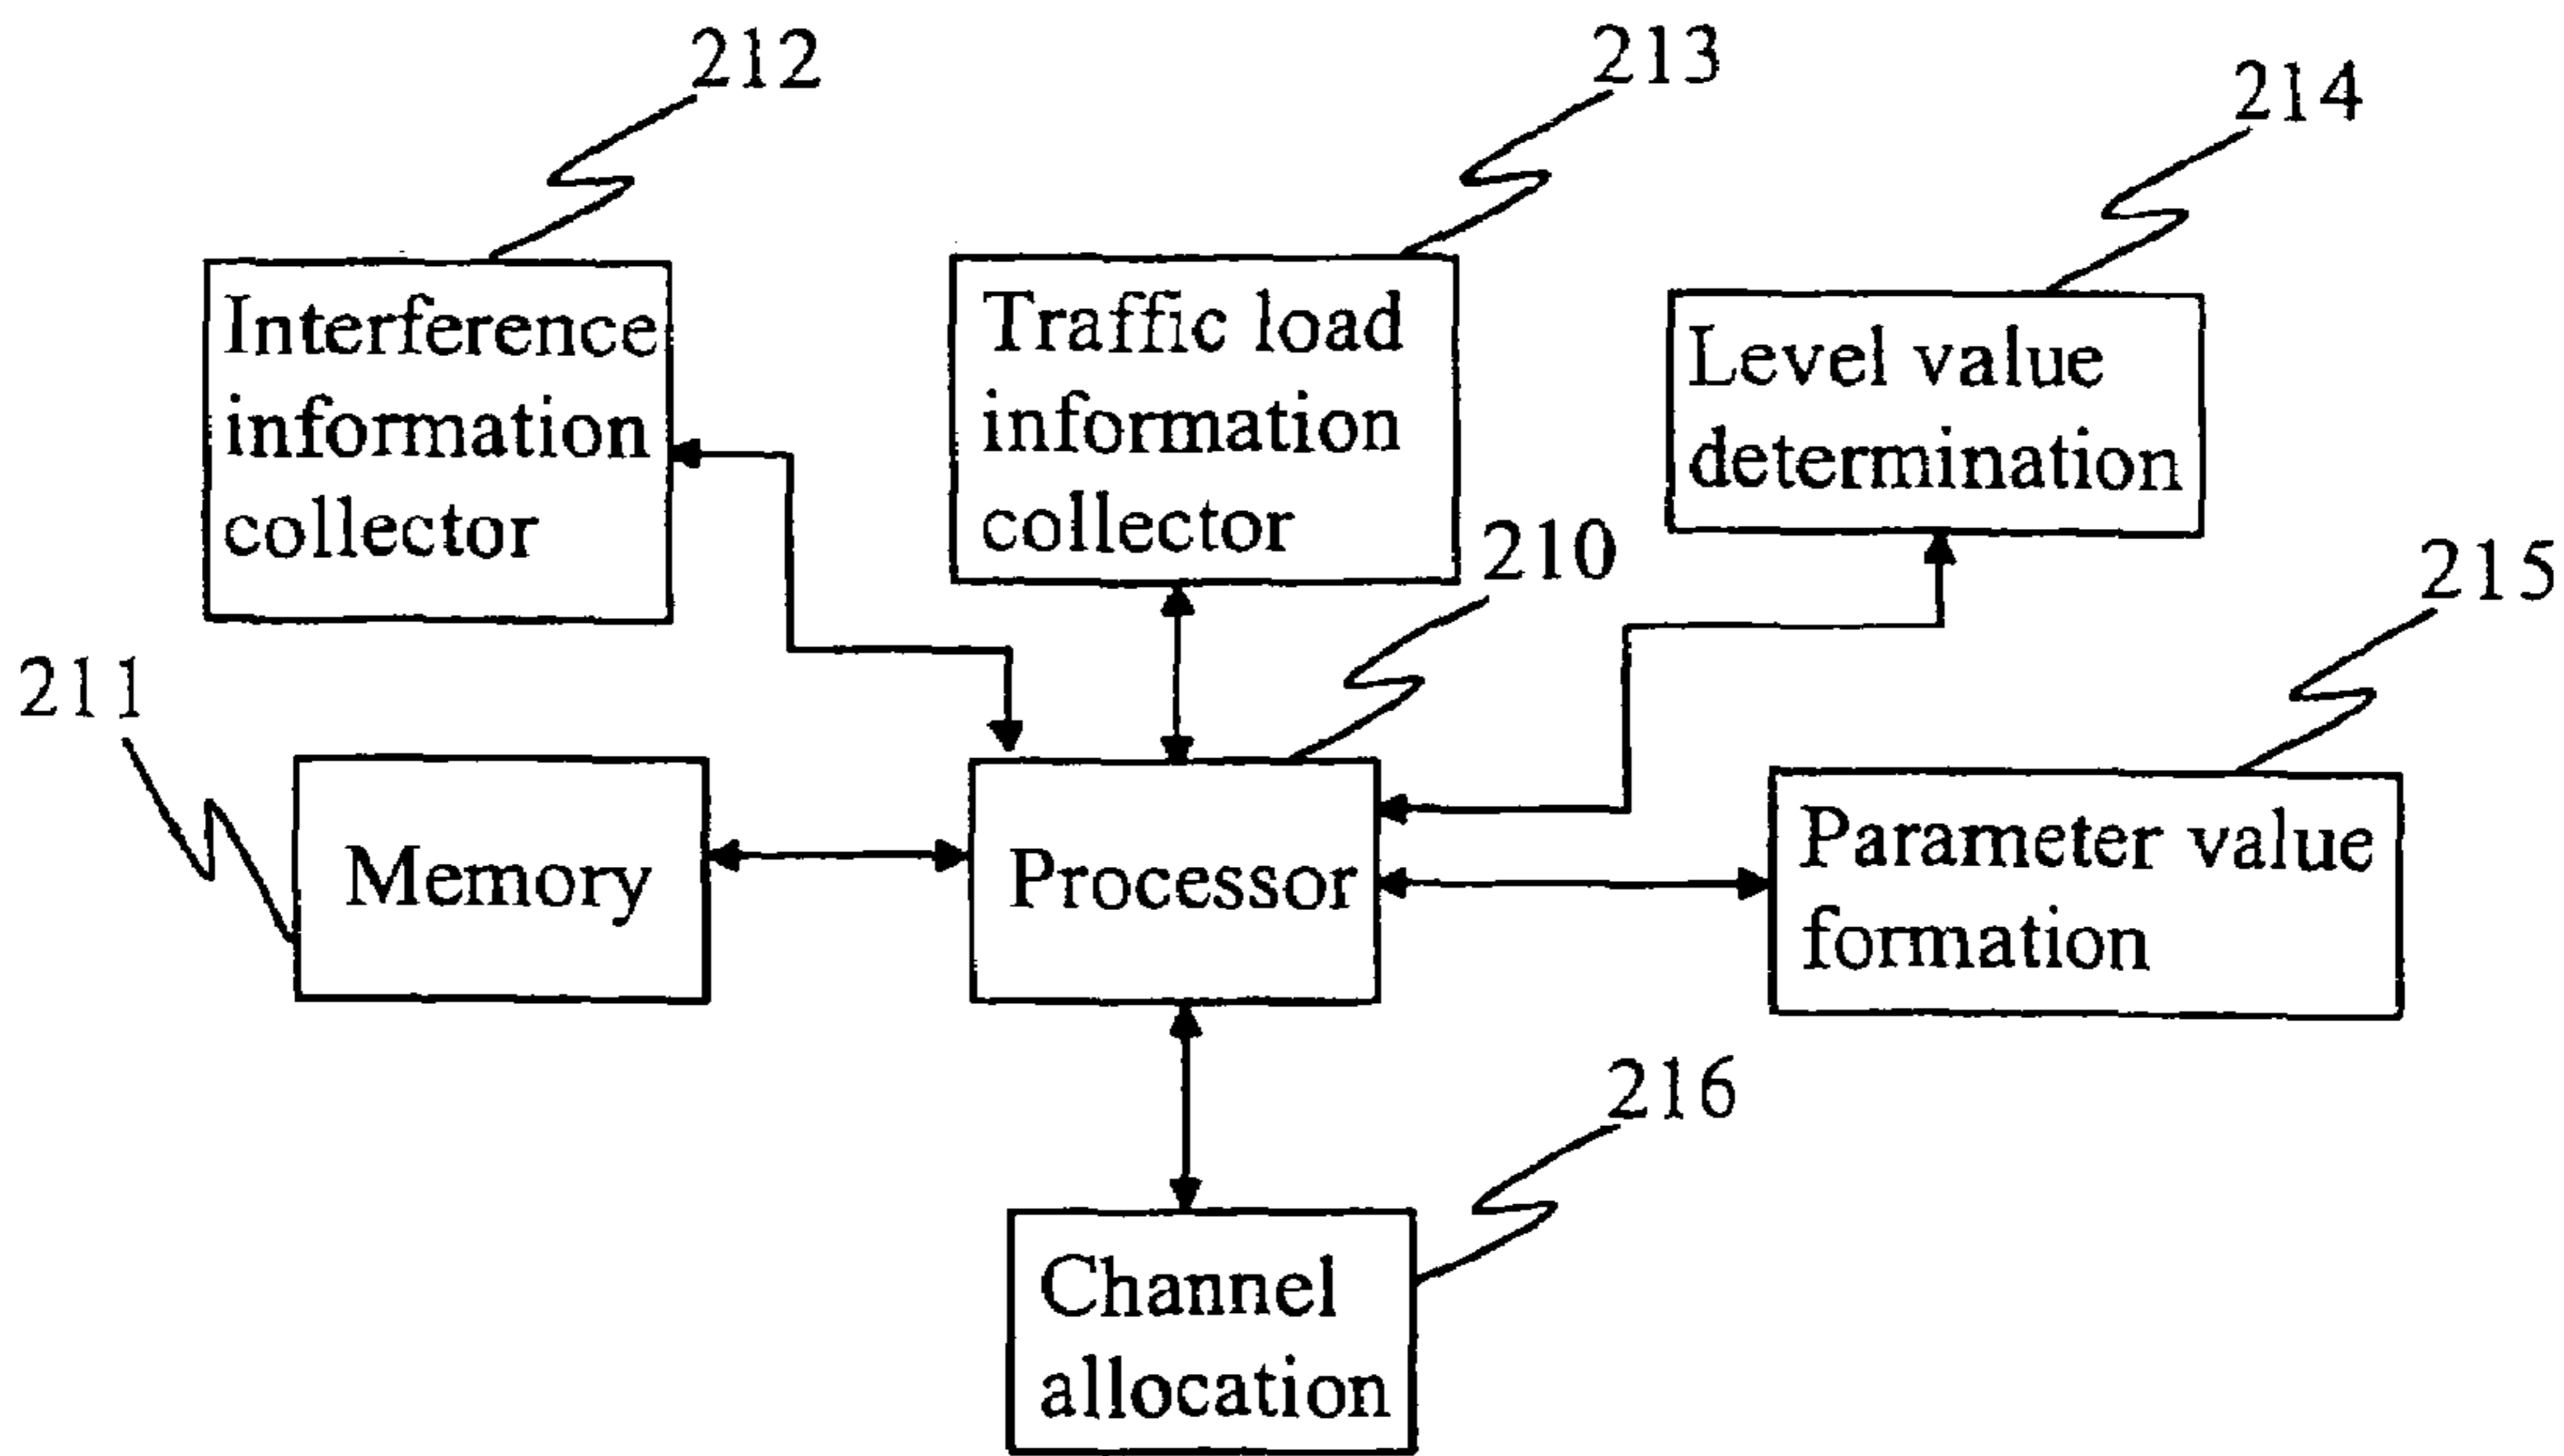 212
213
214
Interference
information
collector
Traffic load
information
collector
Level value
determination
210
215
211
Memory
Processor
Parameter value
formation
216
Channel
allocation